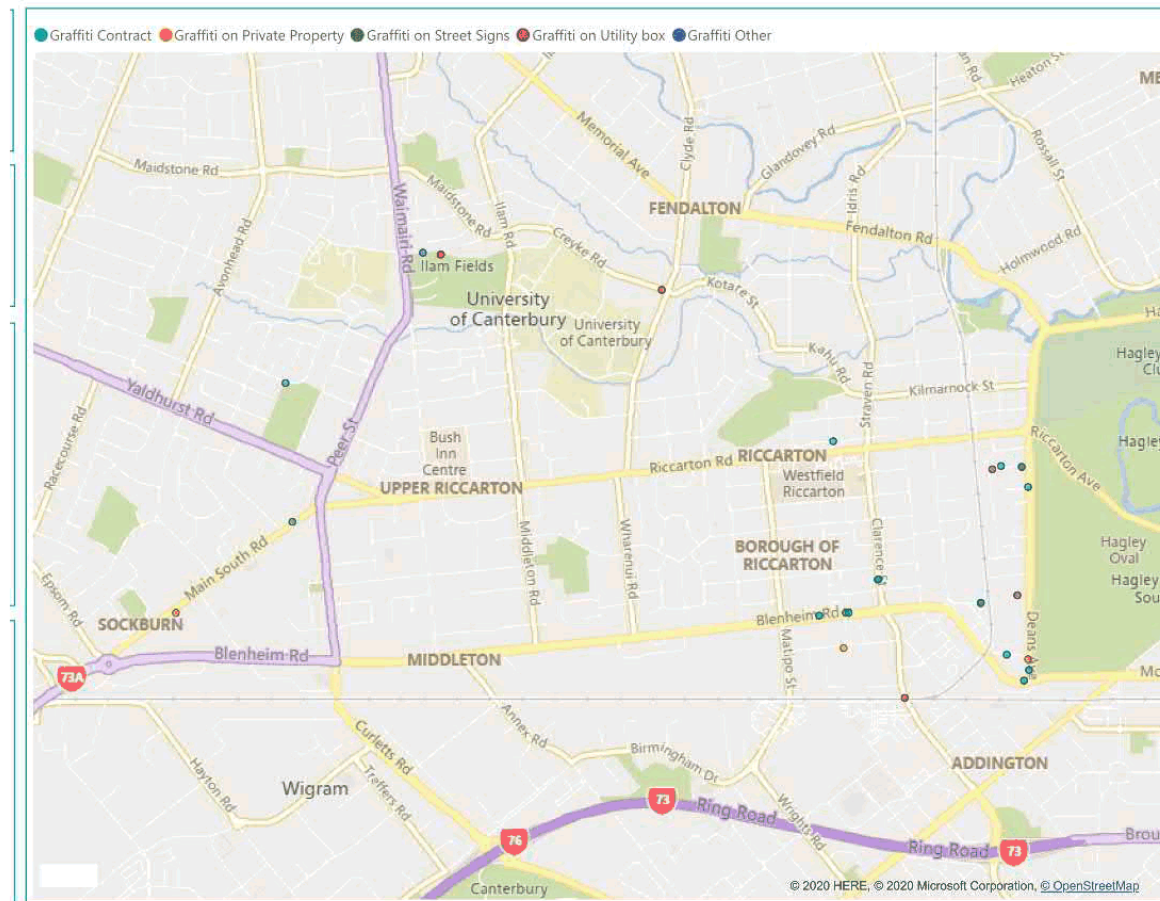 Graffiti Contract Graffiti on Private Property Graffiti on Street Signs Graffiti on Utility box Graffiti Other
Heaton St
Memorial Ave
Clyde Rd
Glandovey Rd
Rossall St
Maidstone Rd
Idris Rd
Waimairi Rd
Maidstone Rd
Ilam Rd
FENDALTON
Fendalton Rd
Avonhead Rd
Creyke Rd
Holmwood Rd
Ilam Fields
Kotare St
University
of Canterbury
University
of Canterbury
Hagley
Kahu Rd
Straven Rd
Kilmarnock St
Yaldhurst Rd
Racecourse Rd
Peer St
Bush
Inn
Centre
RICCARTON
Riccarton Rd
Riccarton Ave
Westfield
Riccarton
UPPER RICCARTON
Middleton Rd
Wharenui Rd
Clarence St
Hagley
Oval
BOROUGH OF
RICCARTON
Main South Rd
Epsom Rd
Hagley
Sou
SOCKBURN
Blenheim Rd
Deans Ave
Blenheim Rd
MIDDLETON
Matipo St
73A
Annex Rd
Curletts Rd
Birmingham Dr
ADDINGTON
Hayton Rd
Wigram
Treffers Rd
Wrights Rd
73
Ring Road
76
Ring Road
73
Brou
Canterbury
© 2020 HERE, © 2020 Microsoft Corporation, © OpenStreetMap